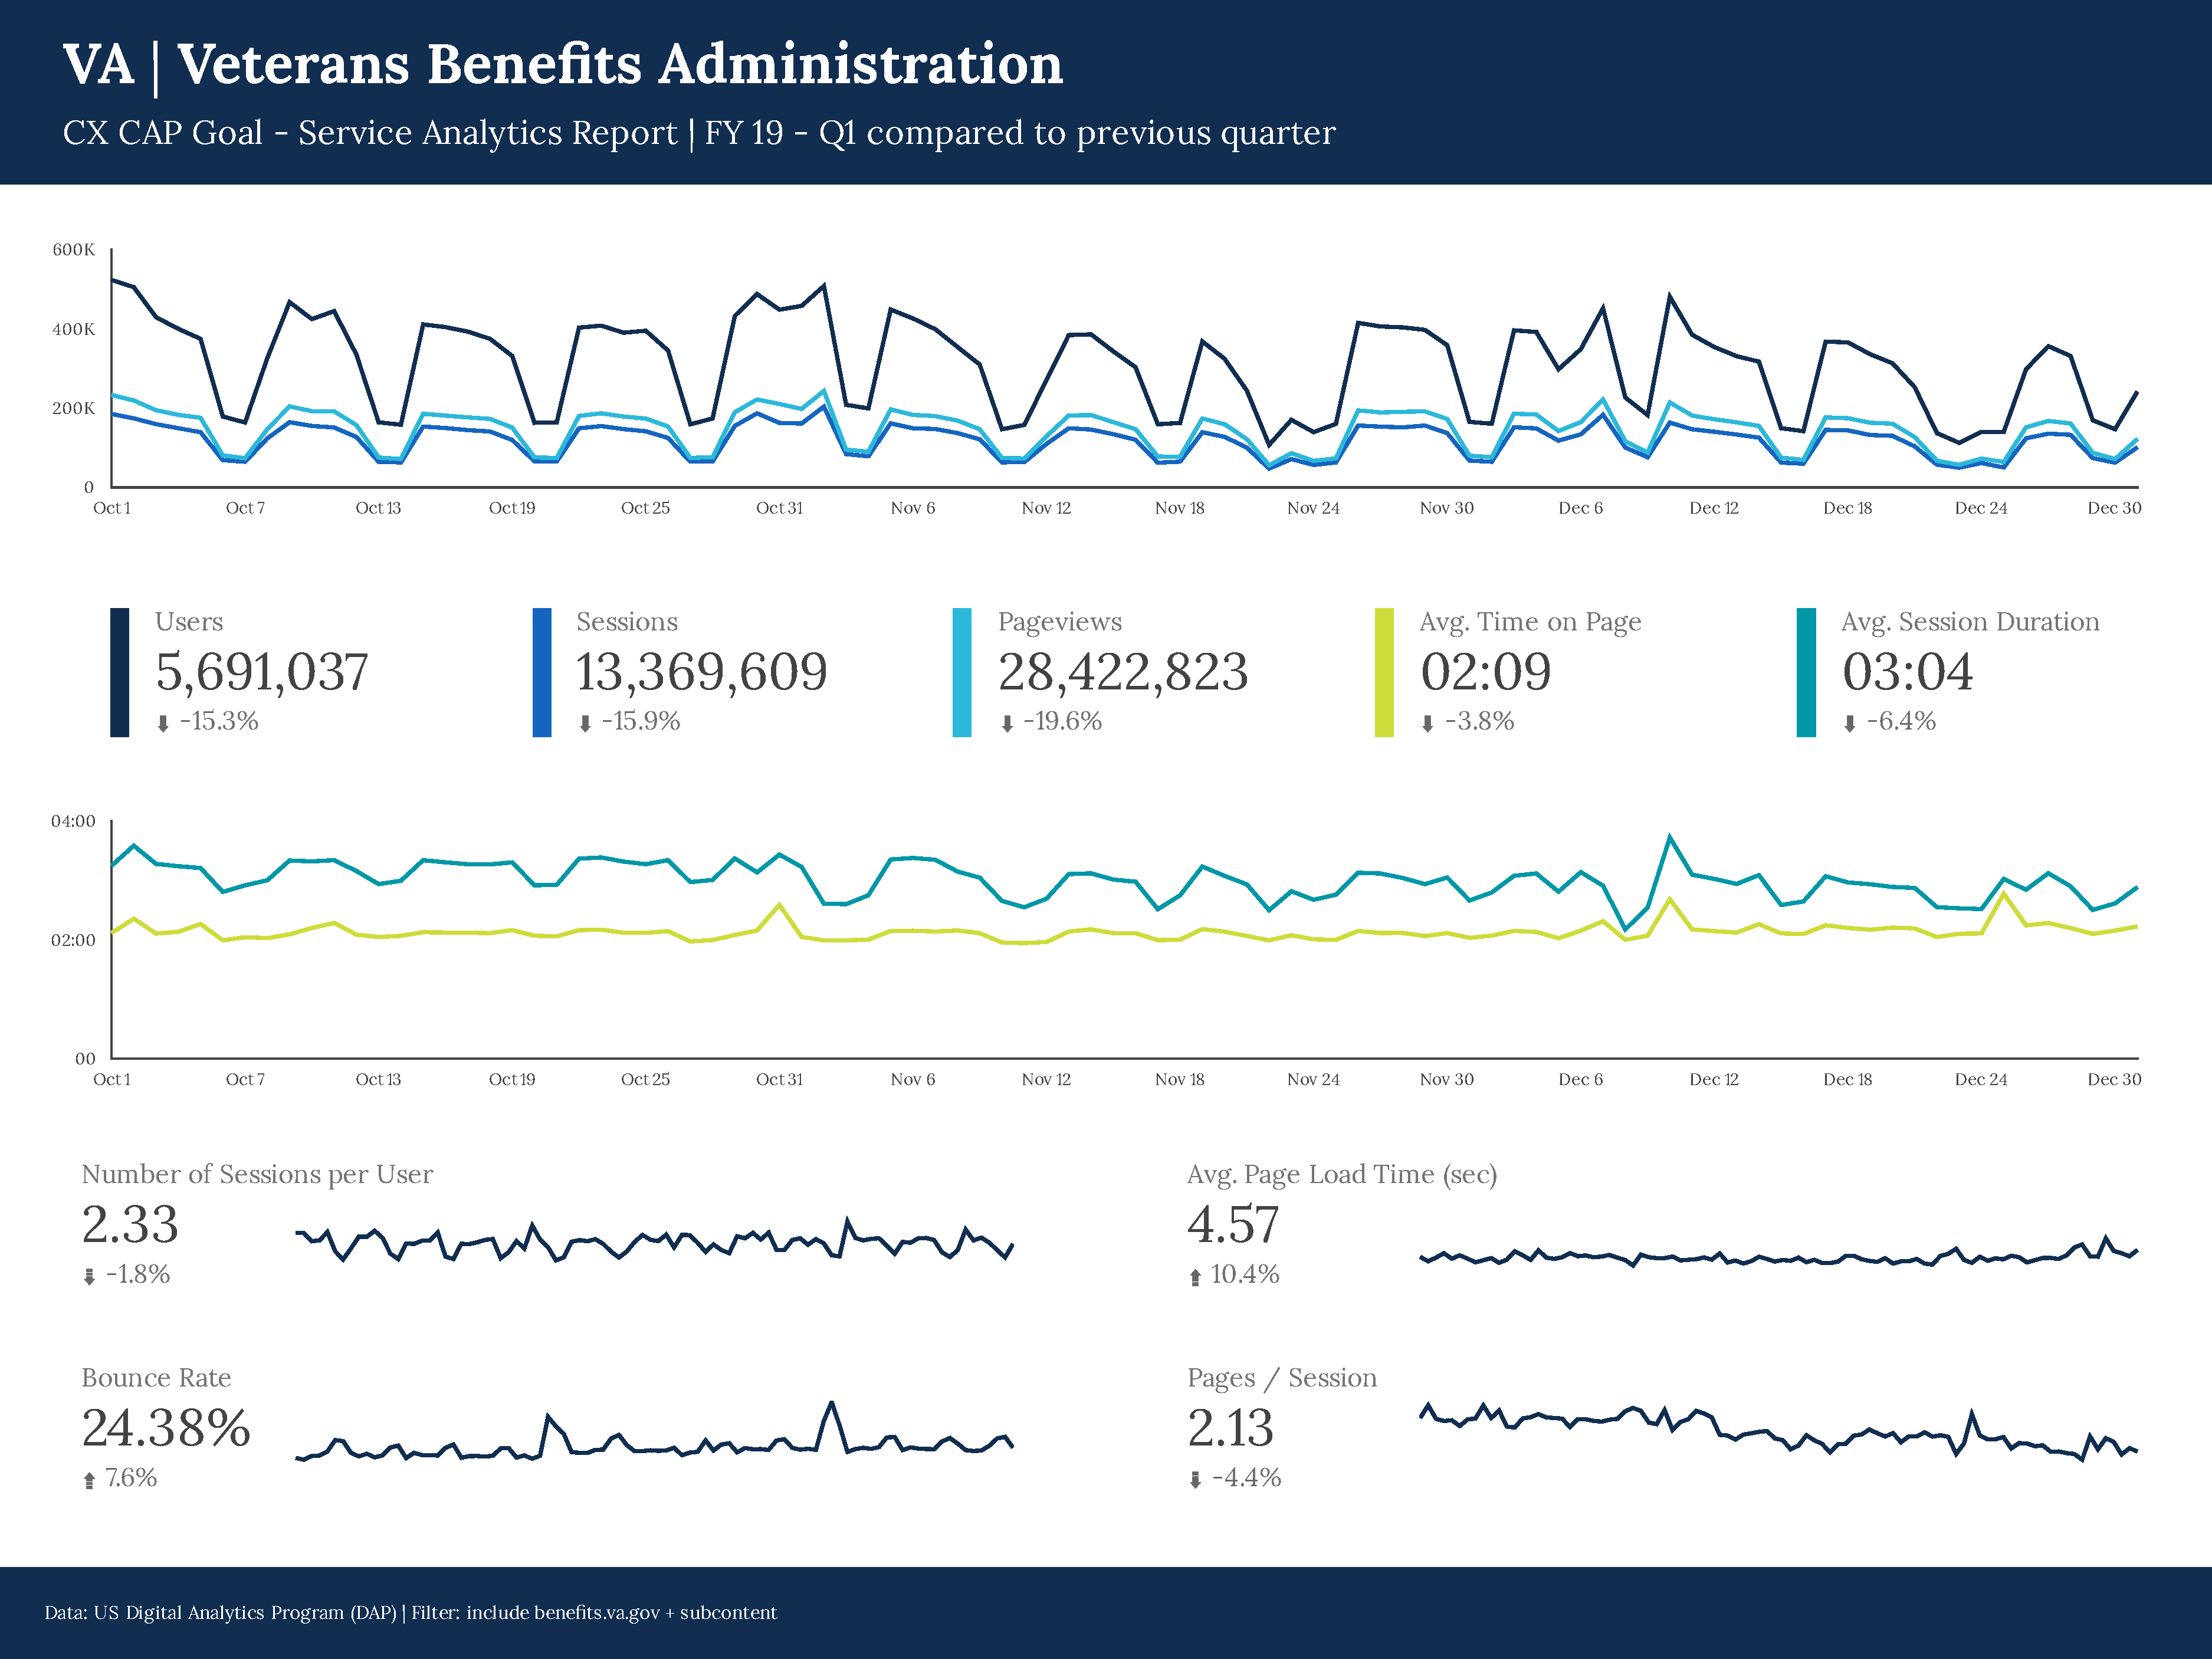 VA | Veterans Benefits Administration
CX CAP Goal - Service Analytics Report | FY 19 - Q1 compared to previous quarter
600K
400K
200K
0
Oct 1 Oct 7 Oct 13 Oct 19 Oct 25 Oct 31 Nov 6 Nov 12 Nov 18 Nov 24 Nov 30 Dec 6 Dec 12 Dec 18 Dec 24 Dec 30
Users
5,691,037
-15.3%
Sessions
13,369,609
-15.9%
Pageviews
28,422,823
-19.6%
Avg. Time on Page
02:09
-3.8%
Avg. Session Duration
03:04
-6.4%
04:00
02:00
00
Oct 1 Oct 7 Oct 13 Oct 19 Oct 25 Oct 31 Nov 6 Nov 12 Nov 18 Nov 24 Nov 30 Dec 6 Dec 12 Dec 18 Dec 24 Dec 30
Number of Sessions per User
2.33
-1.8%
Avg. Page Load Time (sec)
4.57
10.4%
Bounce Rate
24.38%
7.6%
Pages / Session
2.13
-4.4%
Data: US Digital Analytics Program (DAP) | Filter: include benefits.va.gov + subcontent